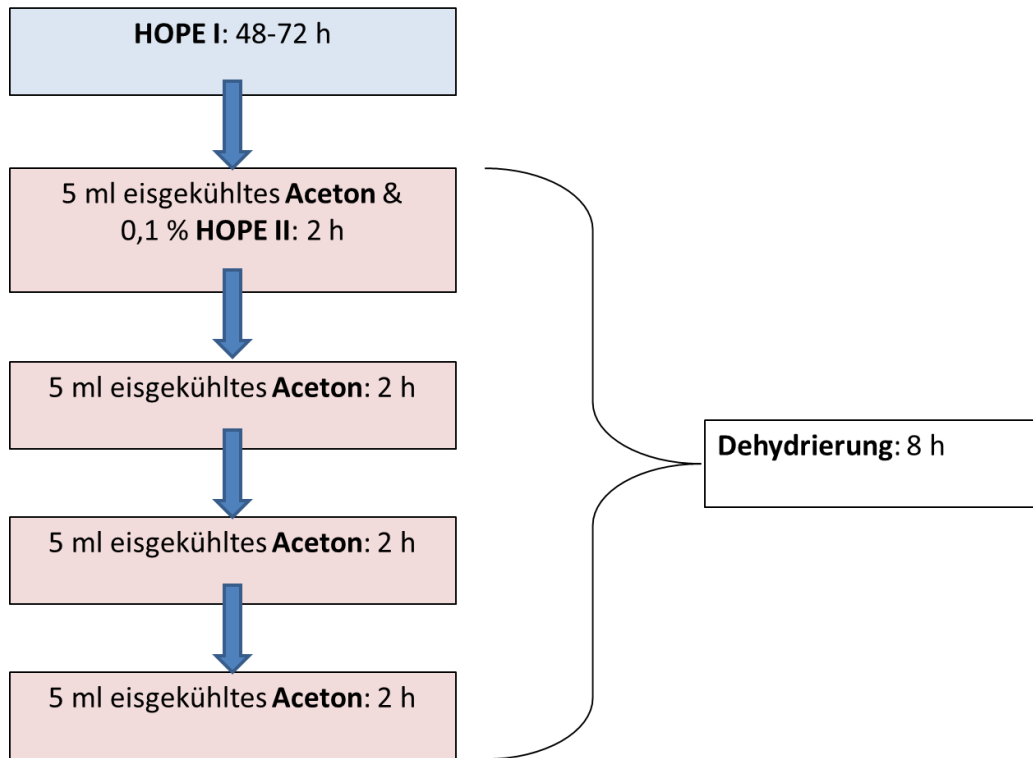 HOPE I: 48-72 h
5 ml eisgekühltes Aceton &
0,1 % HOPE II: 2 h
5 ml eisgekühltes Aceton: 2 h
Dehydrierung: 8 h
5 ml eisgekühltes Aceton: 2 h
5 ml eisgekühltes Aceton: 2 h